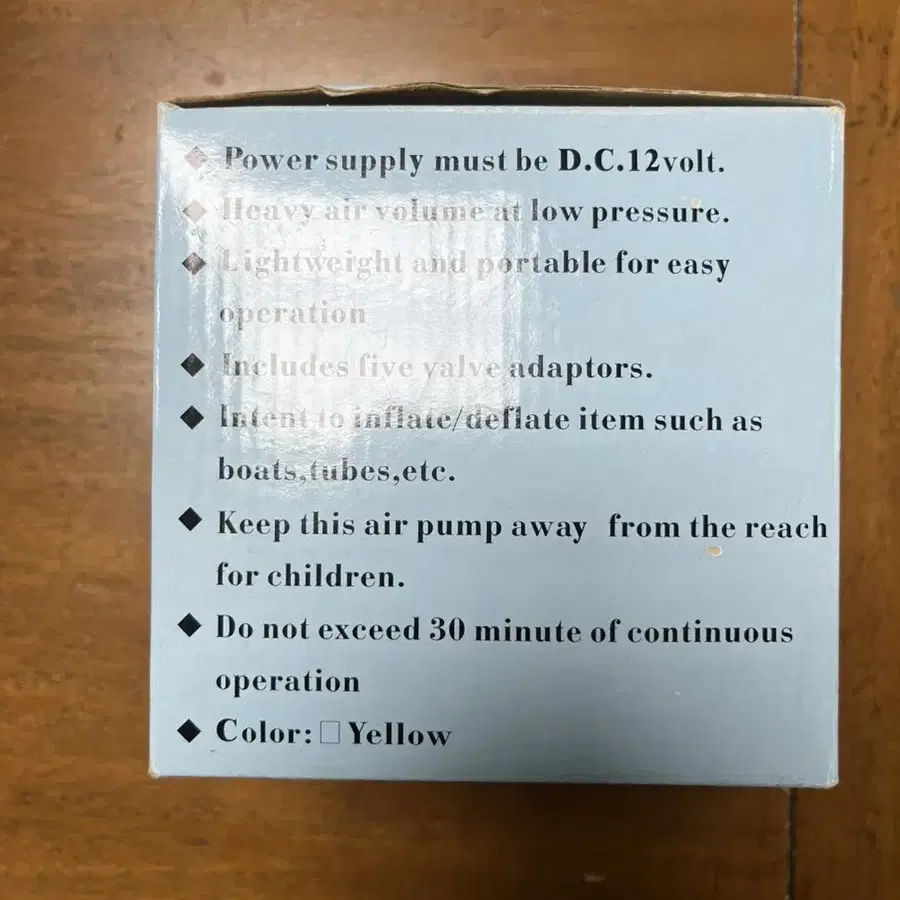 ◆ Power supply must be D.C.12volt.
◆ Heavy air volume at low pressure.
◆ Lightweight and portable for easy
operation
◆ Includes five valve adaptors.
◆ Intent to inflate/deflate item such as
boats,tubes,etc.
◆ Keep this air pump away from the reach
for children.
◆ Do not exceed 30 minute of continuous
operation
◆ Color: □ Yellow